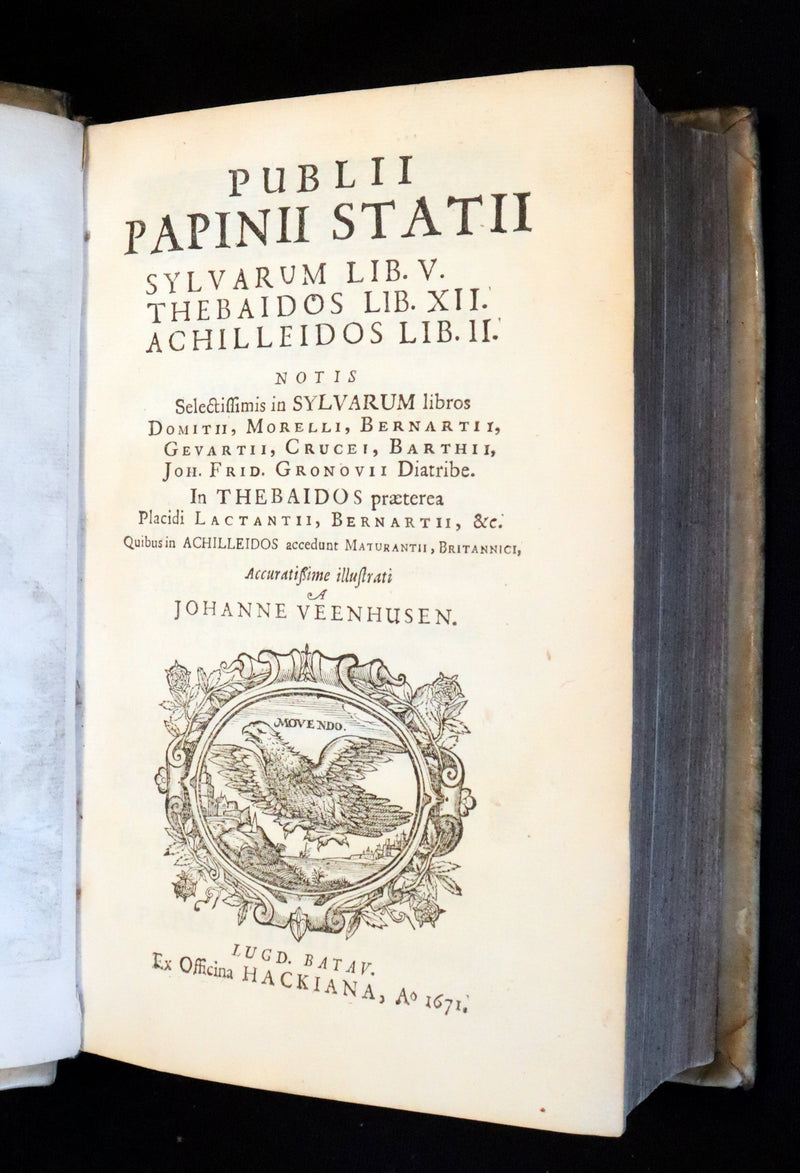 PUBLII
PAPINII STATII
SYLVARUM LIB. V.
THEBAIDOS LIB. XII.
ACHILLEIDOS LIB. II.
NOTIS
Selectissimis in SYLVARUM libros
DOMITII, MORELLI, BERNARTII,
GEVARTII, CRUCEI, BARTHII,
JOH. FRID. GRONOVII Diatribe.
In THEBAIDOS præterea
Placidi LACTANTII, BERNARTII, &c.
Quibus in ACHILLEIDOS accedunt MATURANTII, BRITANNICI,
Accuratissime illustrati
A
JOHANNE VEENHUSEN.
MOVENDO.
LUGD. BATAV.
Ex Officina HACKIANA, Aº 1671.